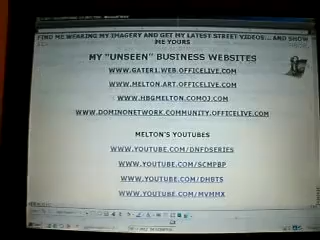 FIND ME WEARING MY IMAGERY AND GET MY LATEST STREET VIDEOS... AND SHOW
ME YOURS
MY "UNSEEN" BUSINESS WEBSITES
WWW.GATER1.WEB.OFFICELIVE.COM
WWW.MELTON.ART.OFFICELIVE.COM
WWW.HBGMELTON.COMOJ.COM
WWW.DOMINONETWORK.COMMUNITY.OFFICELIVE.COM
MELTON'S YOUTUBES
WWW.YOUTUBE.COM/DNFDSERIES
WWW.YOUTUBE.COM/SCMPBP
WWW.YOUTUBE.COM/DHBTS
WWW.YOUTUBE.COM/MVMMX